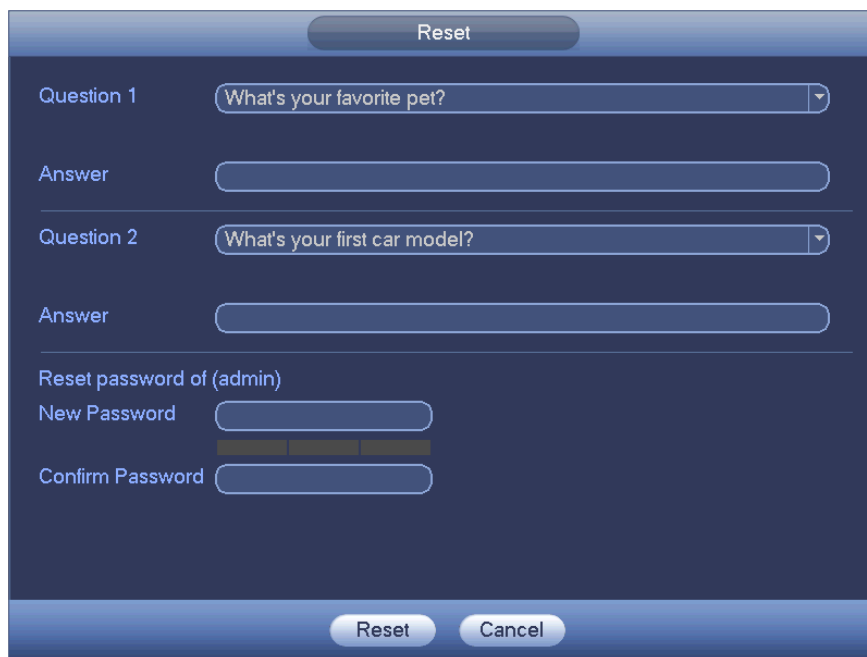 Reset
Question 1 What's your favorite pet?
Answer
Question 2 What's your first car model?
Answer
Reset password of (admin)
New Password
Confirm Password
Reset Cancel